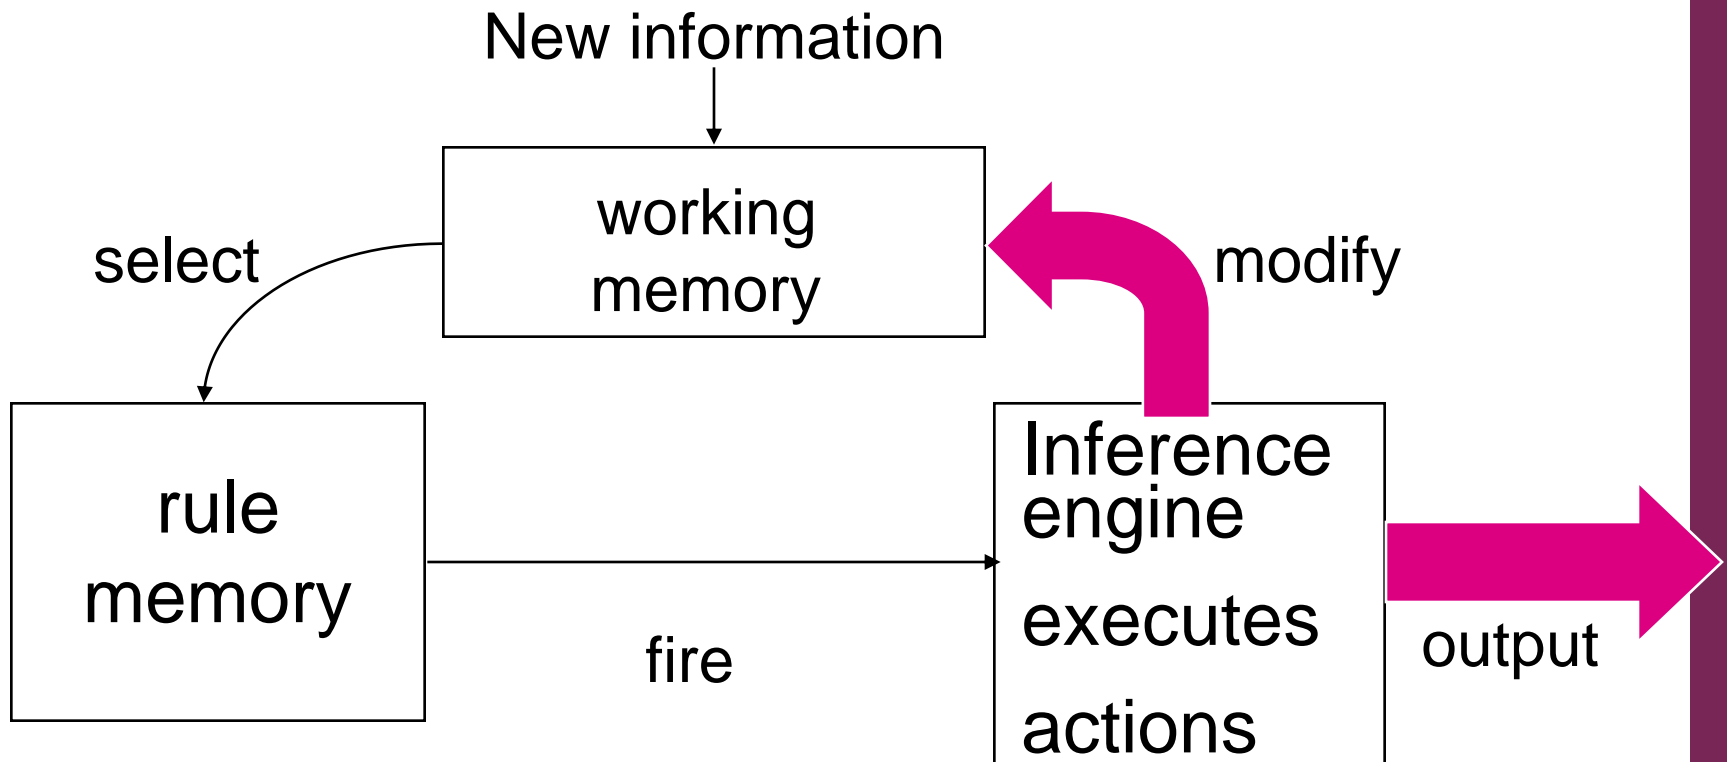 New information
working
memory
select
modify
rule
memory
fire
Inference
engine
executes
actions
output